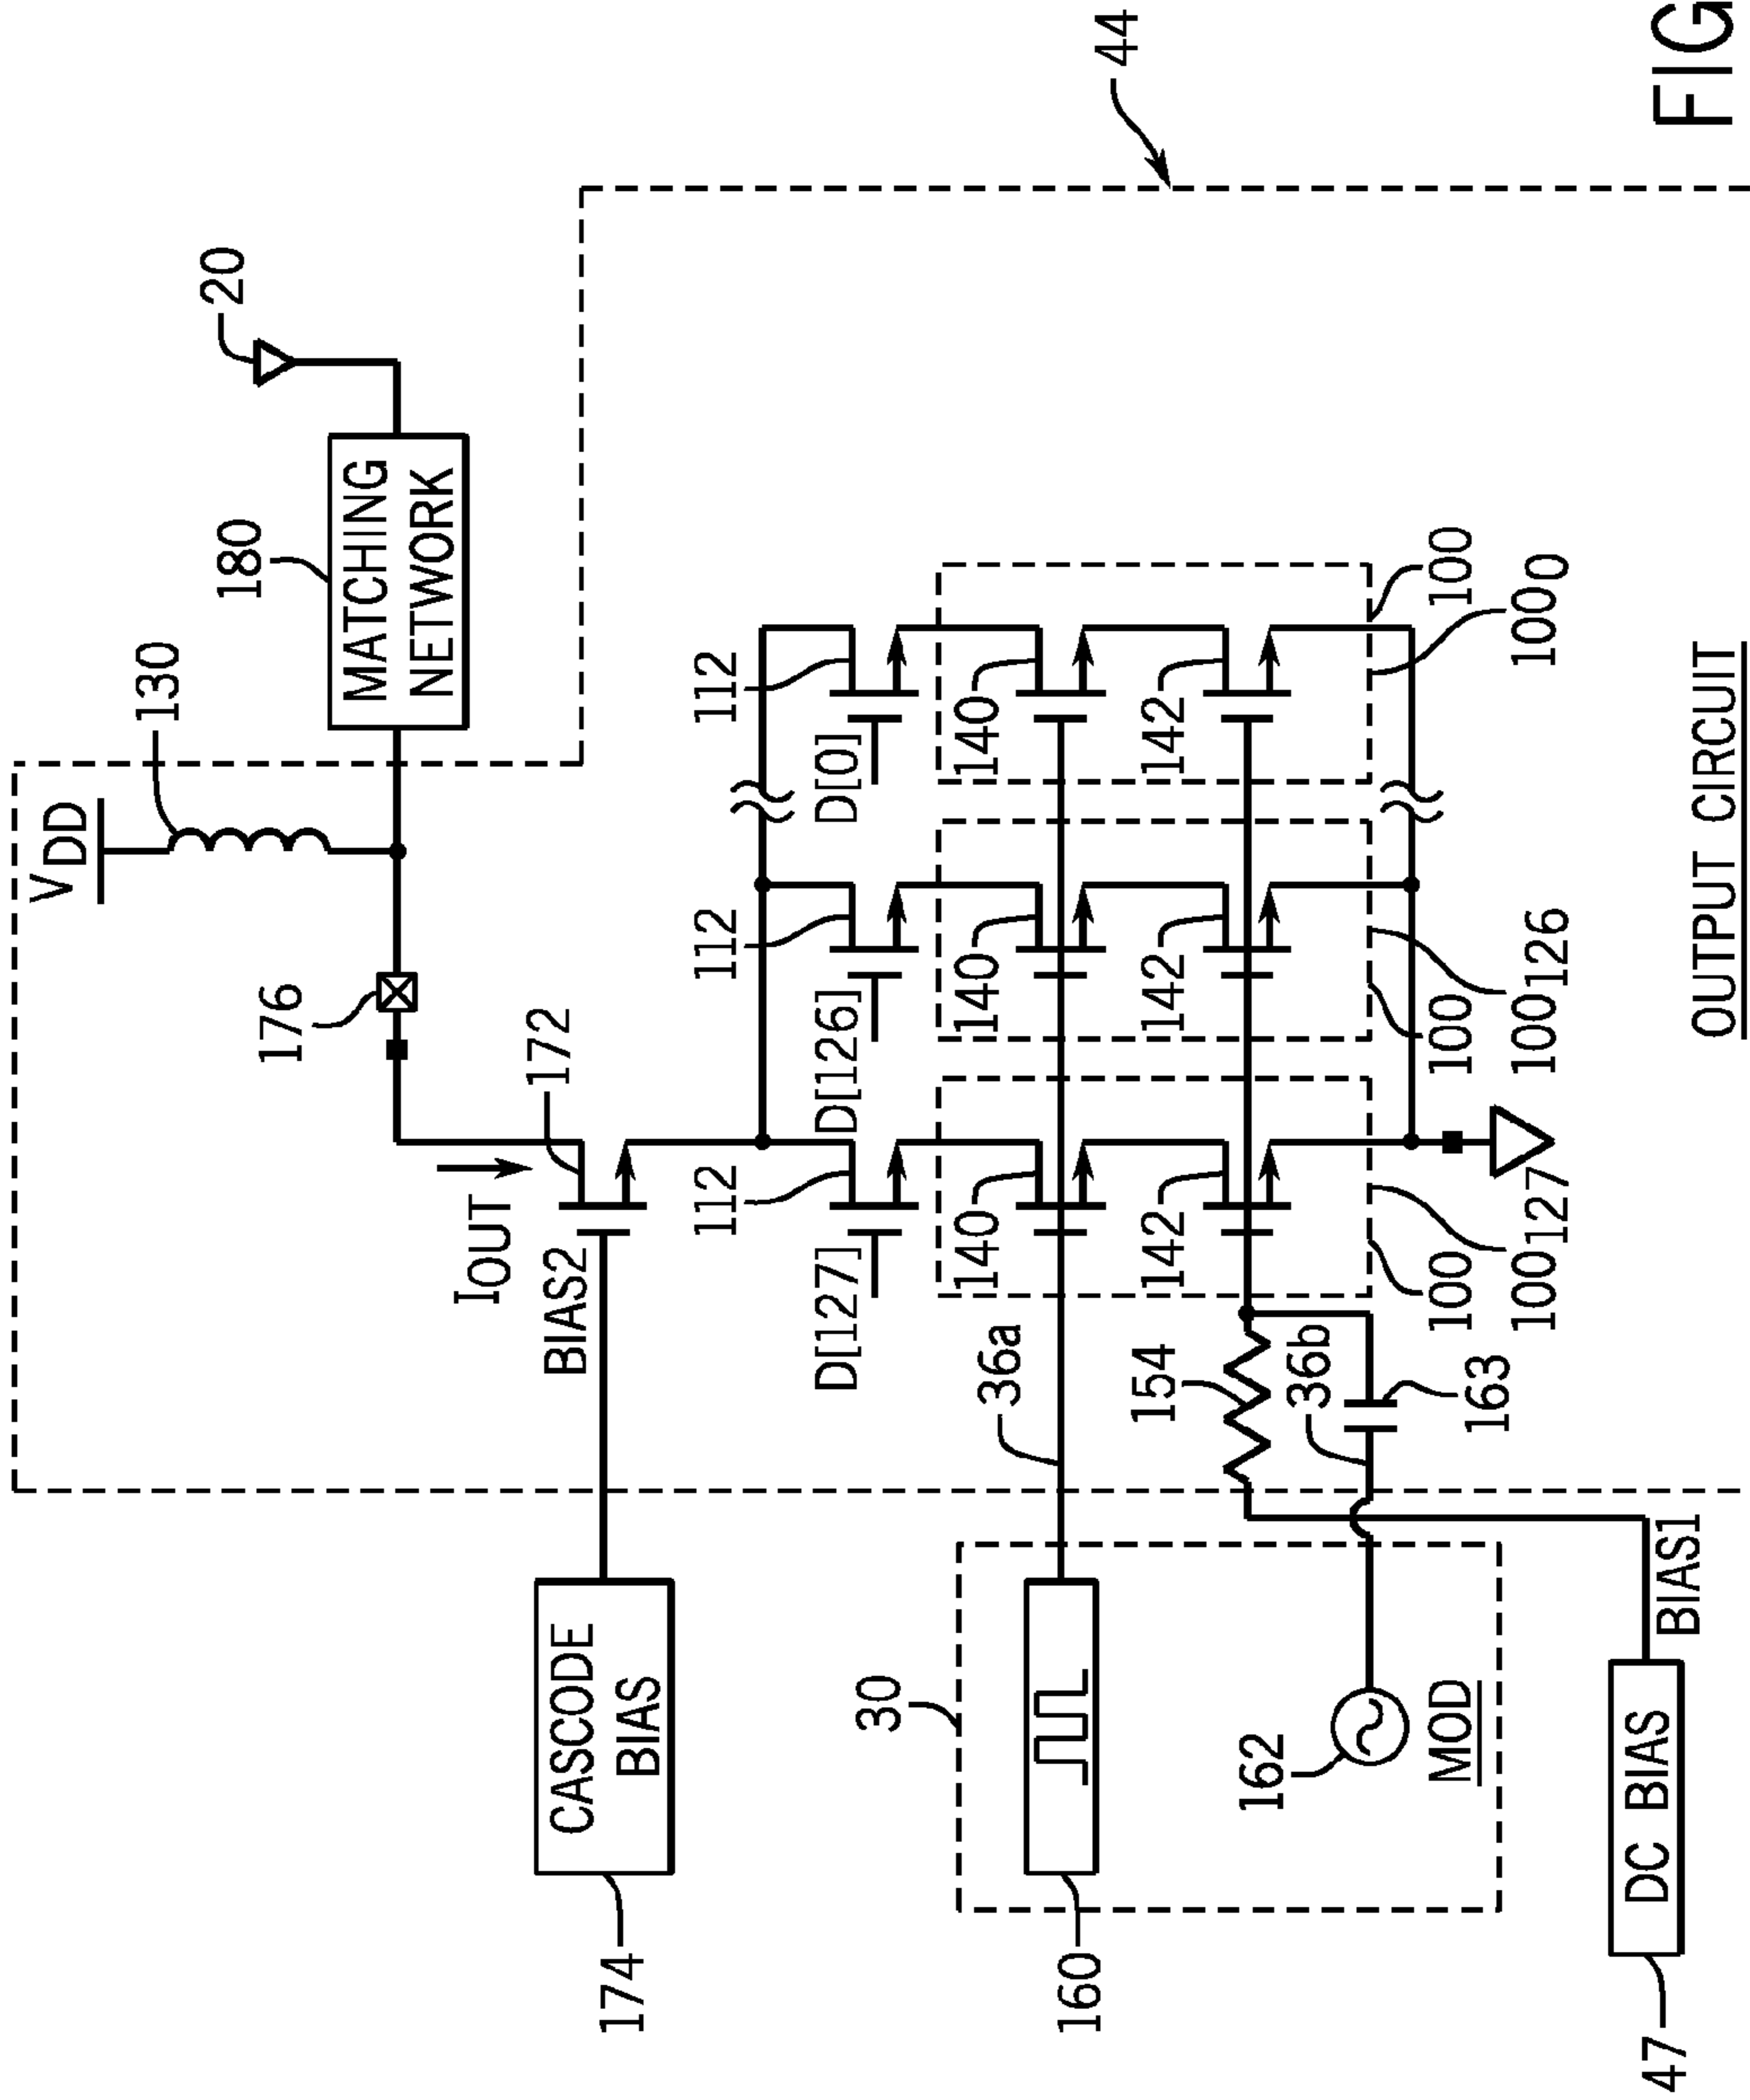 VDD
130
20
180
MATCHING
NETWORK
176
172
IOUT
174
CASCODE
BIAS
BIAS2
44
112
112
112
D[127]
D[126]
D[0]
30
160
36a
140
140
140
142
142
142
154
162
36b
163
MOD
100
100127
100
100126
100
1000
47
DC BIAS
BIAS1
OUTPUT CIRCUIT
FIG